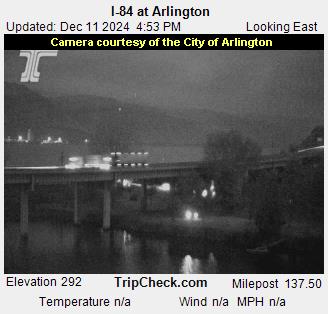 I-84 at Arlington
Updated: Dec 11 2024 4:53 PM Looking East
Camera courtesy of the City of Arlington
Elevation 292 TripCheck.com Milepost 137.50
Temperature n/a Wind n/a MPH n/a